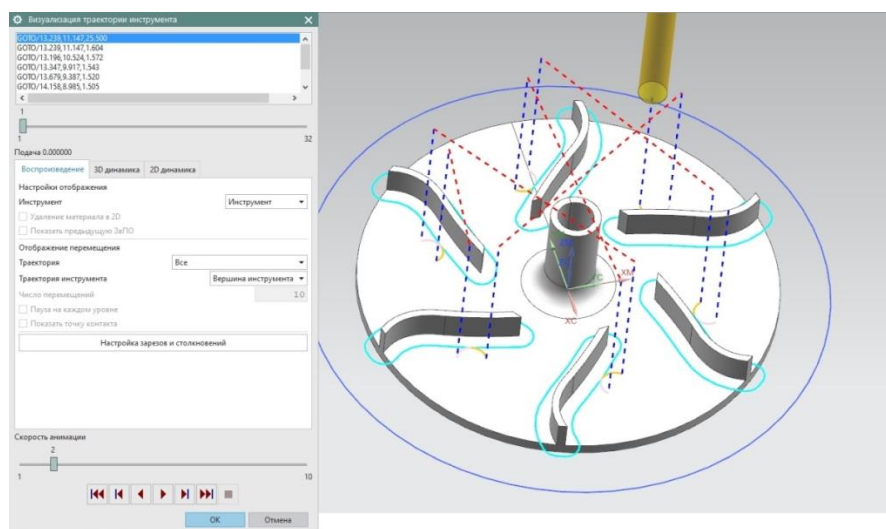 Визуализация траектории инструмента
GOTO/13.239,11.147,25.500
GOTO/13.239,11.147,1.604
GOTO/13.196,10.524,1.572
GOTO/13.347,9.917,1.543
GOTO/13.679,9.387,1.520
GOTO/14.158,8.985,1.505
1
1 32
Подача 0.000000
Воспроизведение 3D динамика 2D динамика
Настройки отображения
Инструмент Инструмент
Удаление материала в 2D
Показать предыдущую ЗвПО
Отображение перемещения
Траектория Все
Траектория инструмента Вершина инструмента
Число перемещений
Пауза на каждом уровне
Показать точку контакта
Настройка зарезов и столкновений
Скорость анимации
2
1 10
OK Отмена
XM
XC